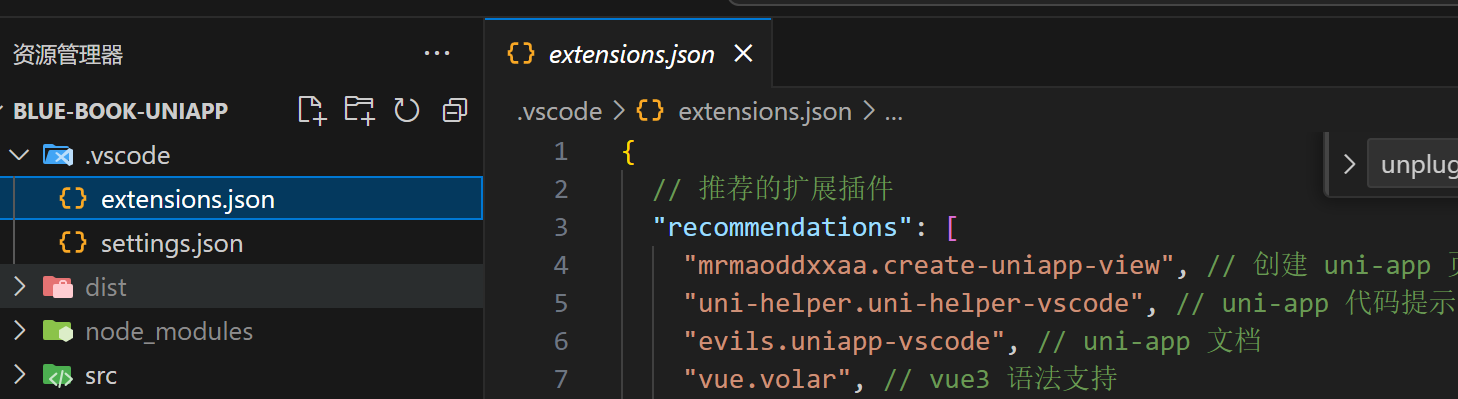 资源管理器
BLUE-BOOK-UNIAPP
.vscode
extensions.json
settings.json
dist
node_modules
src
extensions.json
.vscode > extensions.json > ...
1 {
2 // 推荐的扩展插件
3 "recommendations": [
4 "mrmaoddxxaa.create-uniapp-view", // 创建 uni-app
5 "uni-helper.uni-helper-vscode", // uni-app 代码提示
6 "evils.uniapp-vscode", // uni-app 文档
7 "vue.volar", // vue3 语法支持
unplug